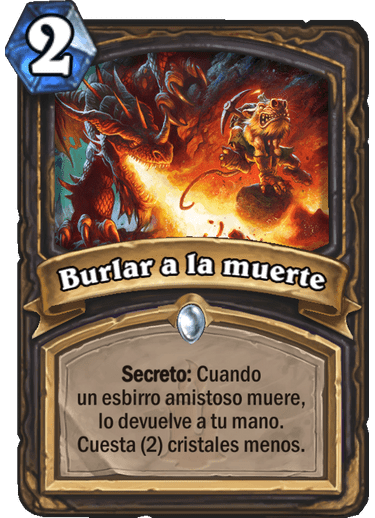 2
Burlar a la muerte
Secreto: Cuando
un esbirro amistoso muere,
lo devuelve a tu mano.
Cuesta (2) cristales menos.